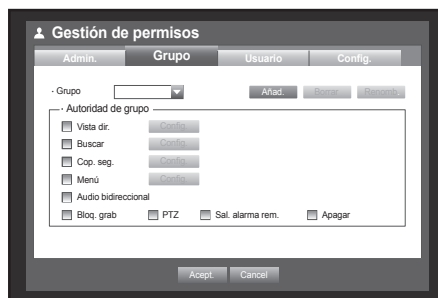 Gestión de permisos
Admin. Grupo Usuario Config.
· Grupo Añad. Borrar Renomb.
· Autoridad de grupo
Vista dir. Config.
Buscar Config.
Cop. seg. Config.
Menú Config.
Audio bidireccional
Bloq. grab PTZ Sal. alarma rem. Apagar
Acept. Cancel